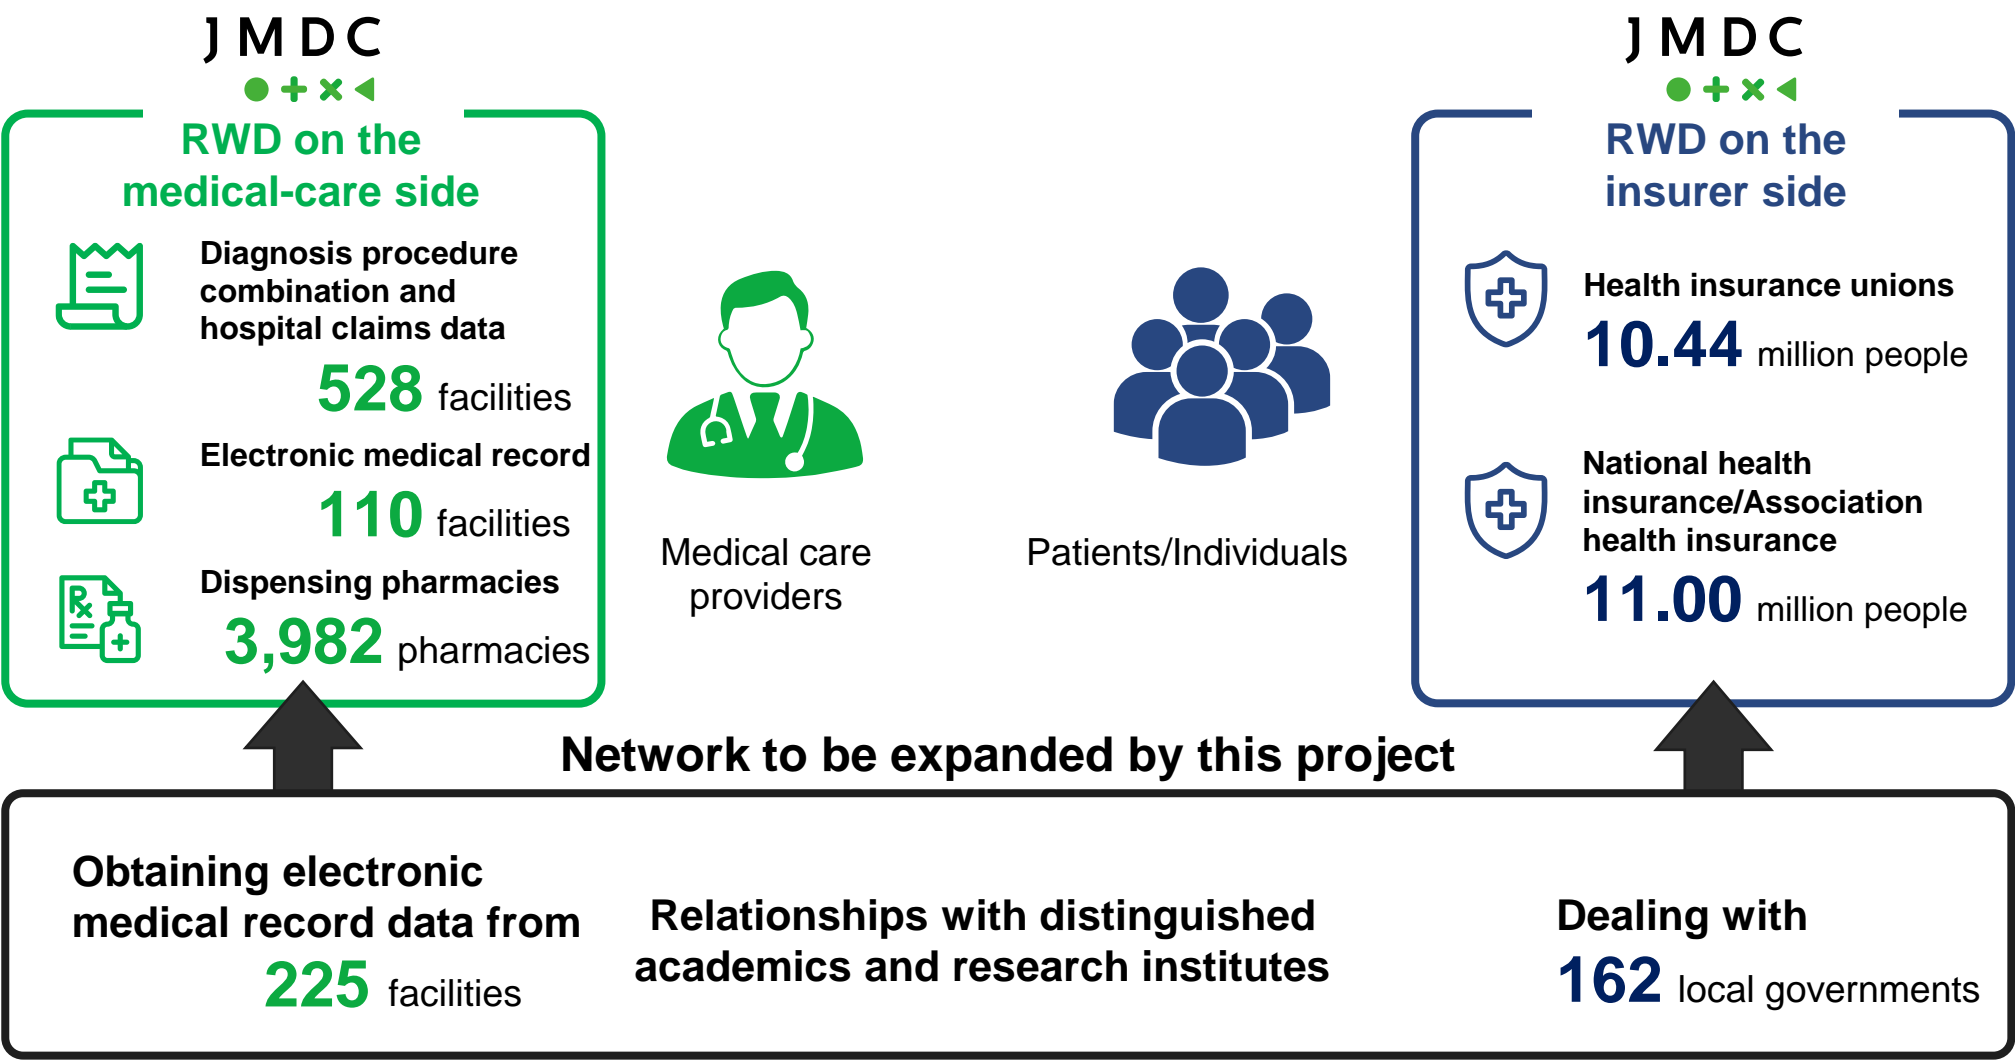 JMDC
RWD on the
medical-care side
Diagnosis procedure
combination and
hospital claims data
528 facilities
Electronic medical record
110 facilities
Rx
Dispensing pharmacies
3,982 pharmacies
Medical care
providers
Patients/Individuals
JMDC
RWD on the
insurer side
Health insurance unions
10.44 million people
National health
insurance/Association
health insurance
11.00 million people
Network to be expanded by this project
Obtaining electronic
medical record data from
225 facilities
Relationships with distinguished
academics and research institutes
Dealing with
162 local governments